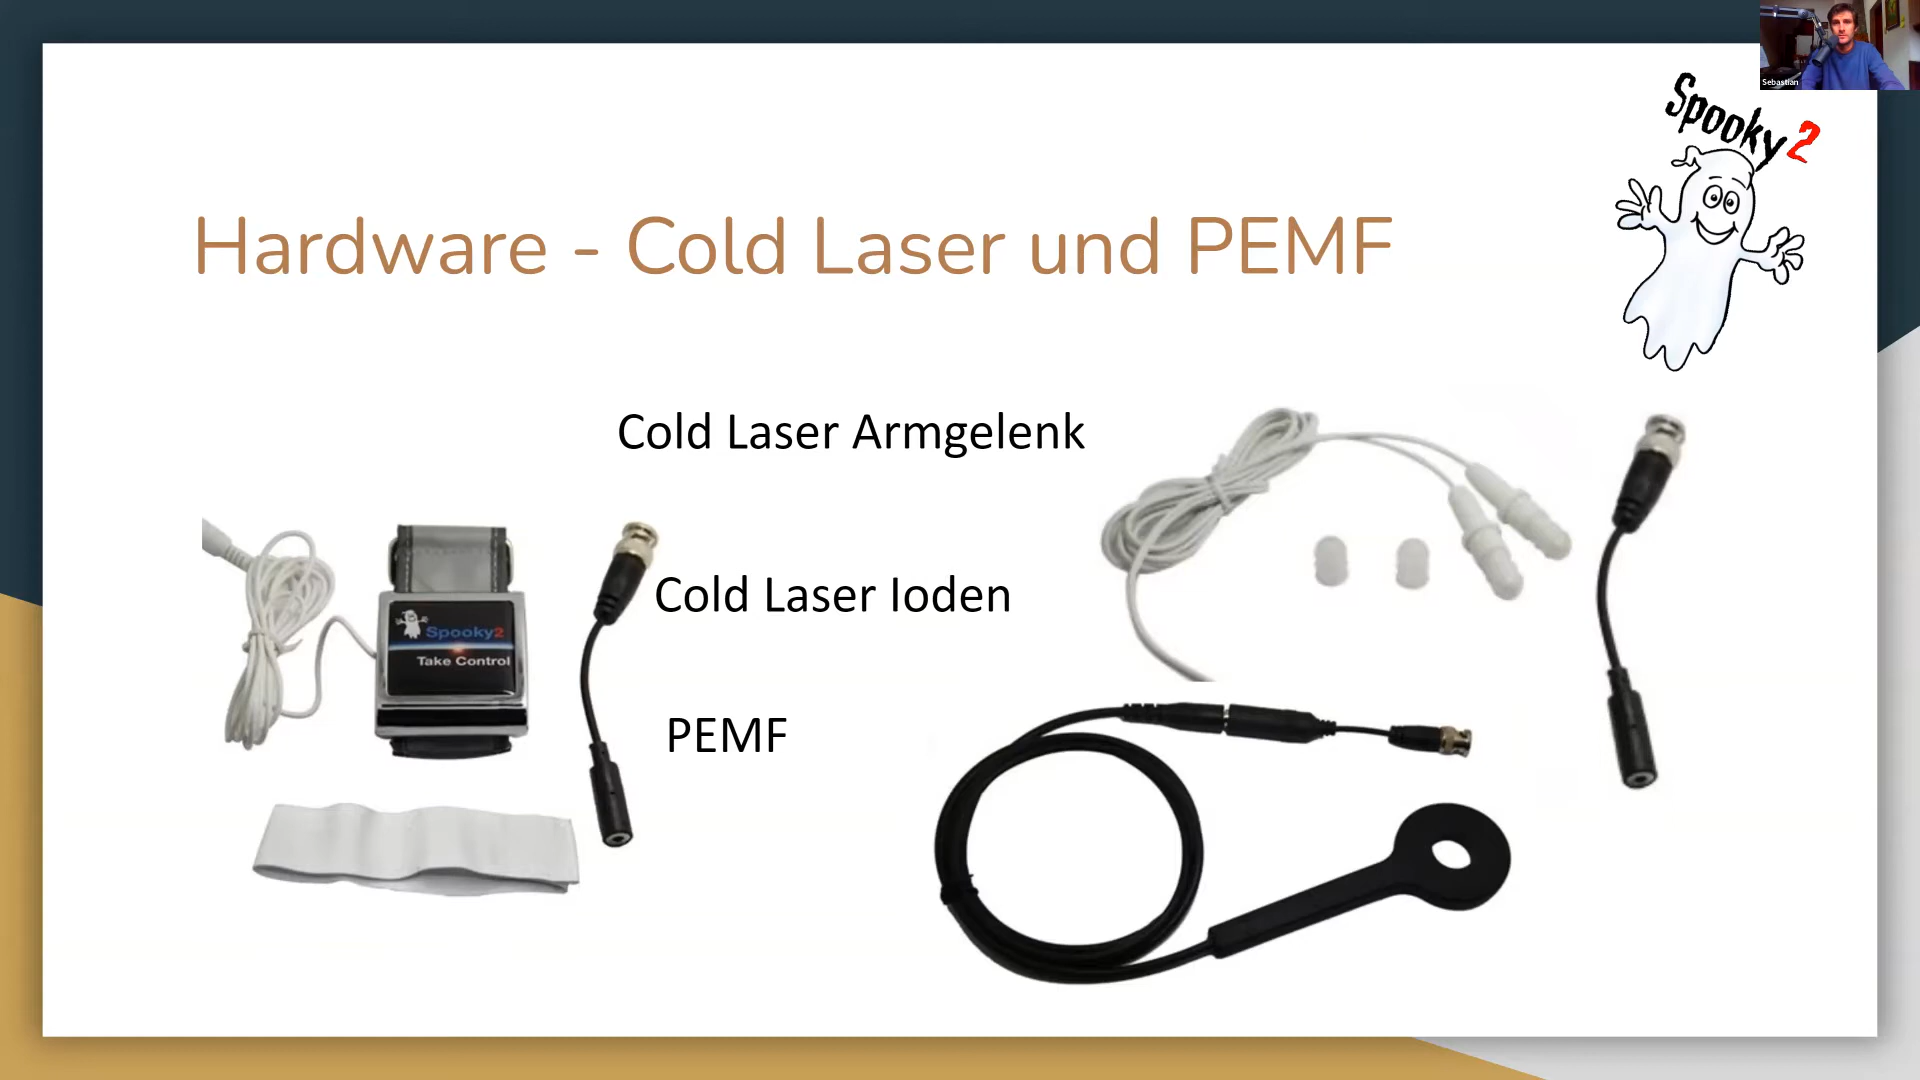 Sebastian
Spooky2
Hardware - Cold Laser und PEMF
Cold Laser Armgelenk
Cold Laser Ioden
PEMF
Spooky2
Take Control